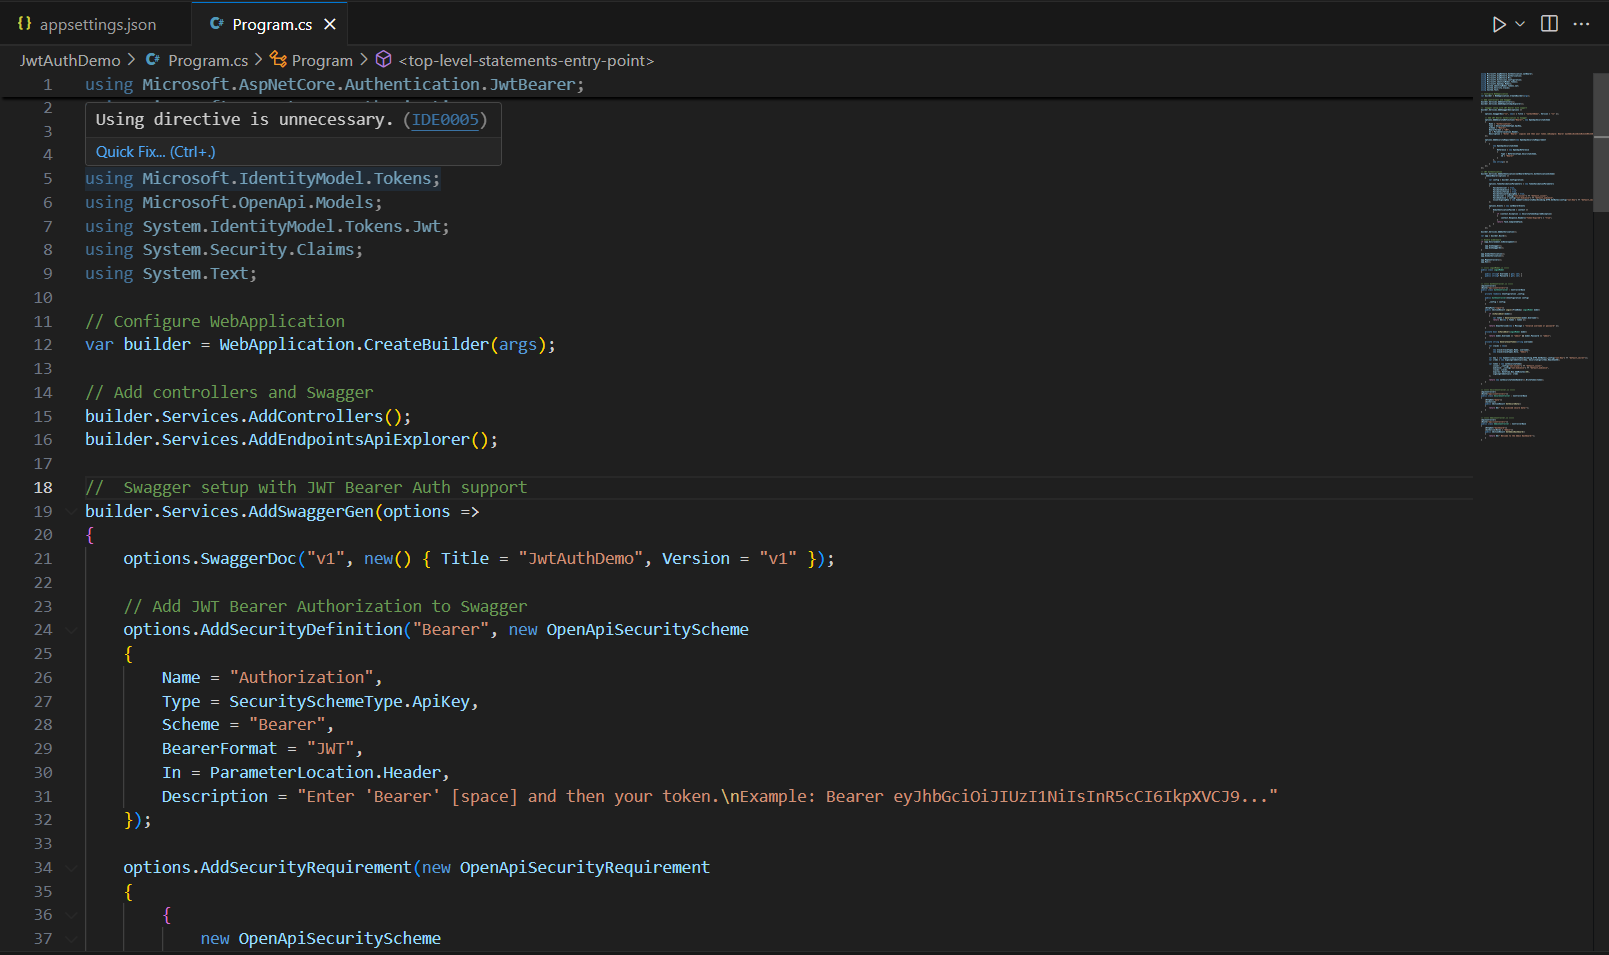 {} appsettings.json
C# Program.cs ×
JwtAuthDemo > C# Program.cs > Program > <top-level-statements-entry-point>
1 using Microsoft.AspNetCore.Authentication.JwtBearer;
2
Using directive is unnecessary. (IDE0005)
3
Quick Fix... (Ctrl+.)
4
5 using Microsoft.IdentityModel.Tokens;
6 using Microsoft.OpenApi.Models;
7 using System.IdentityModel.Tokens.Jwt;
8 using System.Security.Claims;
9 using System.Text;
10
11 // Configure WebApplication
12 var builder = WebApplication.CreateBuilder(args);
13
14 // Add controllers and Swagger
15 builder.Services.AddControllers();
16 builder.Services.AddEndpointsApiExplorer();
17
18 //  Swagger setup with JWT Bearer Auth support
19 builder.Services.AddSwaggerGen(options =>
20 {
21     options.SwaggerDoc("v1", new() { Title = "JwtAuthDemo", Version = "v1" });
22
23     // Add JWT Bearer Authorization to Swagger
24     options.AddSecurityDefinition("Bearer", new OpenApiSecurityScheme
25     {
26         Name = "Authorization",
27         Type = SecuritySchemeType.ApiKey,
28         Scheme = "Bearer",
29         BearerFormat = "JWT",
30         In = ParameterLocation.Header,
31         Description = "Enter 'Bearer' [space] and then your token.\nExample: Bearer eyJhbGciOiJIUzI1NiIsInR5cCI6IkpXVCJ9..."
32     });
33
34     options.AddSecurityRequirement(new OpenApiSecurityRequirement
35     {
36         {
37             new OpenApiSecurityScheme